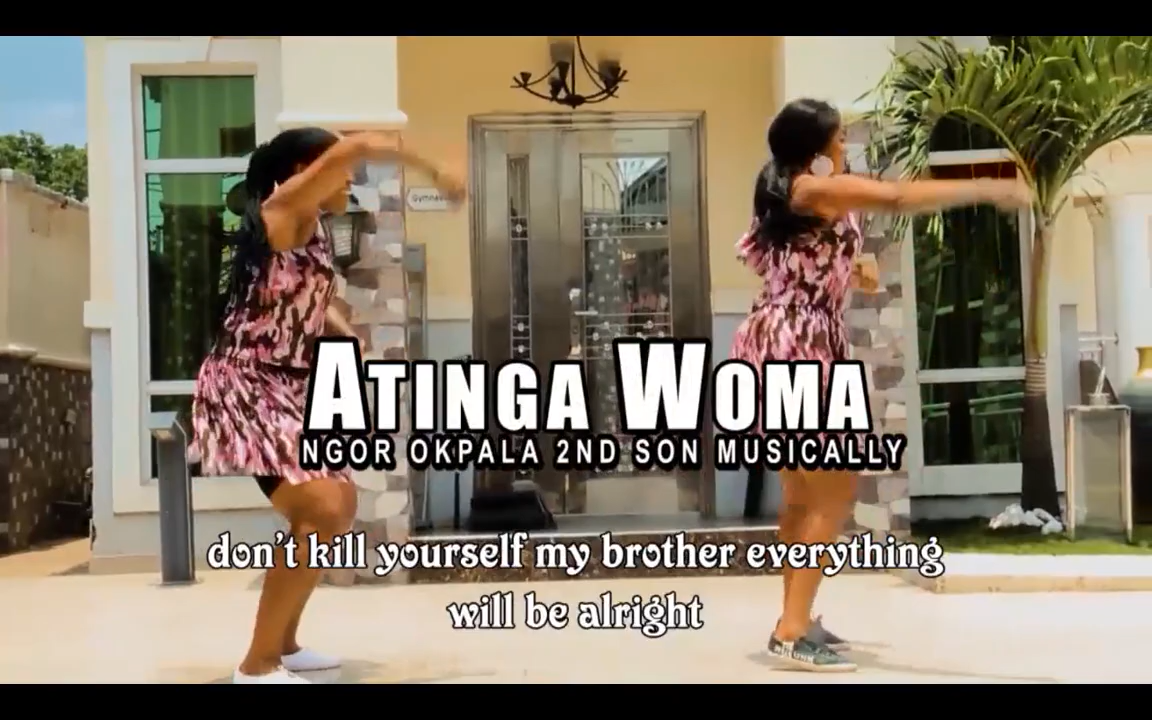 ATINGA WOMA
NGOR OKPALA 2ND SON MUSICALLY
don't kill yourself my brother everything
will be alright